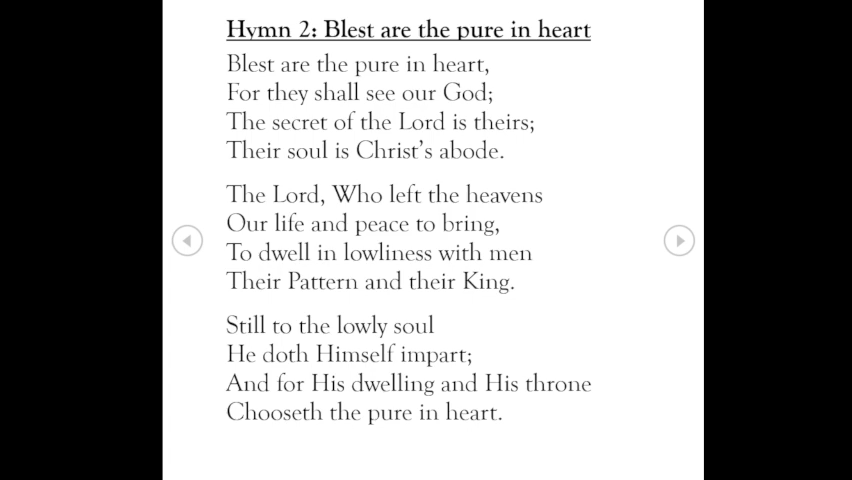 Hymn 2: Blest are the pure in heart
Blest are the pure in heart,
For they shall see our God;
The secret of the Lord is theirs;
Their soul is Christ’s abode.
The Lord, Who left the heavens
Our life and peace to bring,
To dwell in lowliness with men
Their Pattern and their King.
Still to the lowly soul
He doth Himself impart;
And for His dwelling and His throne
Chooseth the pure in heart.